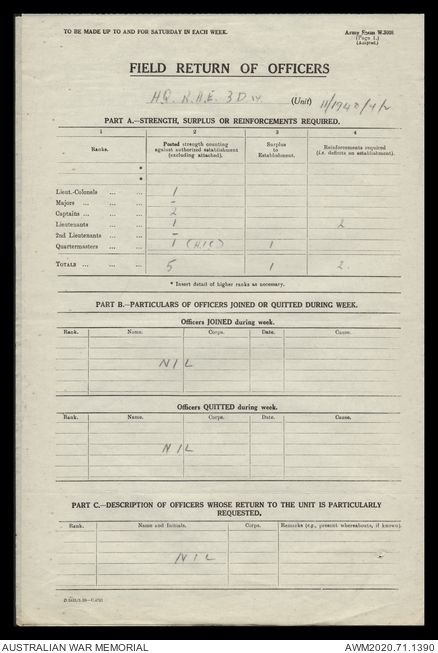 TO BE MADE UP TO AND FOR SATURDAY IN EACH WEEK.
Army Form W.3008
(Page 1.)
(Adapted.)
FIELD RETURN OF OFFICERS
HQ. R.A.E. 3 Div (Unit)
PART A.—STRENGTH, SURPLUS OR REINFORCEMENTS REQUIRED.
1 2 3 4
Ranks. Posted strength counting against authorized establishment (excluding attached). Surplus to Establishment. Reinforcements required (i.e. deficits on establishment).
*
*
Lieut.-Colonels ... ... 1
Majors ... ... ... –
Captains ... ... ... 2
Lieutenants ... ... 1 2
2nd Lieutenants ... ... –
Quartermasters ... ... 1 1
TOTALS ... ... ... 5 1 2.
* Insert detail of higher ranks as necessary.
PART B.—PARTICULARS OF OFFICERS JOINED OR QUITTED DURING WEEK.
Officers JOINED during week.
Rank. Name. Corps. Date. Cause.
NIL
Officers QUITTED during week.
Rank. Name. Corps. Date. Cause.
NIL
PART C.—DESCRIPTION OF OFFICERS WHOSE RETURN TO THE UNIT IS PARTICULARLY
REQUESTED.
Rank. Name and Initials. Corps. Remarks (e.g., present whereabouts, if known).
NIL
AUSTRALIAN WAR MEMORIAL AWM2020.71.1390